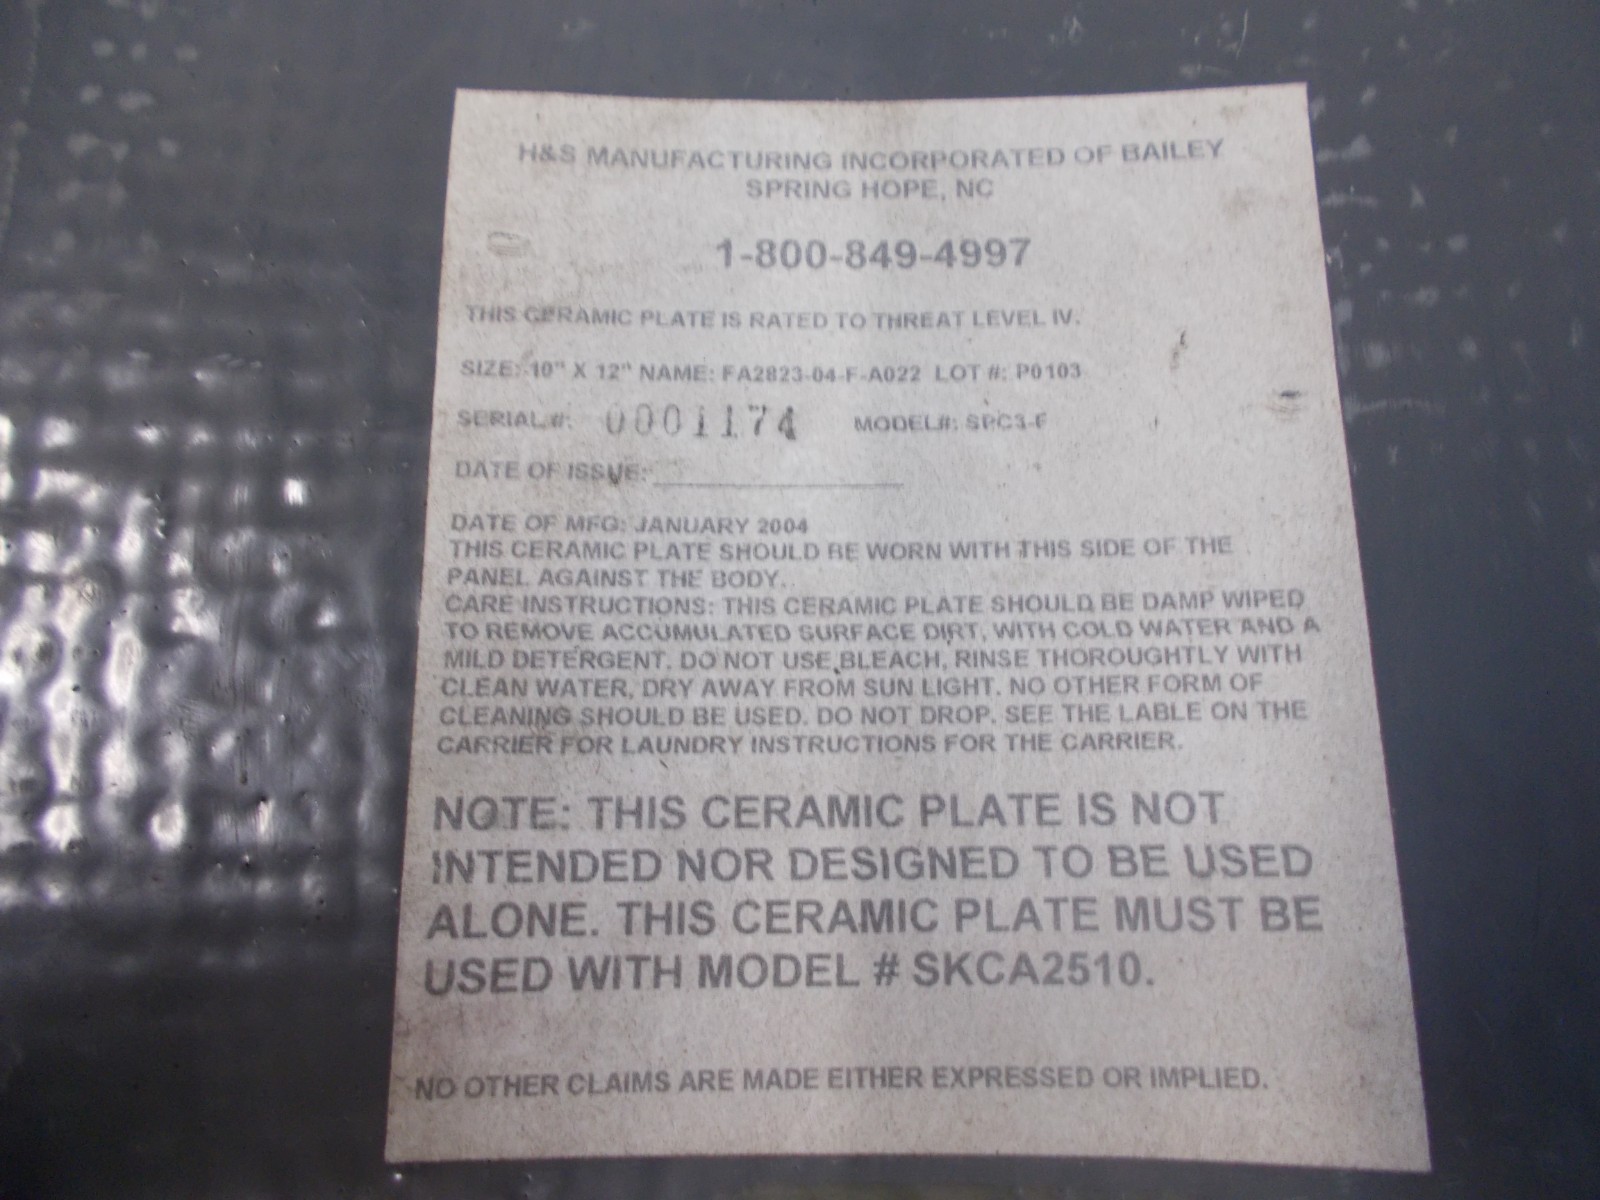 H&S MANUFACTURING INCORPORATED OF BAILEY
SPRING HOPE, NC
1-800-849-4997
THIS CERAMIC PLATE IS RATED TO THREAT LEVEL IV.
SIZE: 10" X 12" NAME: FA2823-04-F-A022 LOT #: P0103
SERIAL #: 0001174 MODEL#: SPC3-F
DATE OF ISSUE:
DATE OF MFG: JANUARY 2004
THIS CERAMIC PLATE SHOULD BE WORN WITH THIS SIDE OF THE
PANEL AGAINST THE BODY.
CARE INSTRUCTIONS: THIS CERAMIC PLATE SHOULD BE DAMP WIPED
TO REMOVE ACCUMULATED SURFACE DIRT, WITH COLD WATER AND A
MILD DETERGENT. DO NOT USE BLEACH, RINSE THOROUGHTLY WITH
CLEAN WATER, DRY AWAY FROM SUN LIGHT. NO OTHER FORM OF
CLEANING SHOULD BE USED. DO NOT DROP. SEE THE LABLE ON THE
CARRIER FOR LAUNDRY INSTRUCTIONS FOR THE CARRIER.
NOTE: THIS CERAMIC PLATE IS NOT
INTENDED NOR DESIGNED TO BE USED
ALONE. THIS CERAMIC PLATE MUST BE
USED WITH MODEL # SKCA2510.
NO OTHER CLAIMS ARE MADE EITHER EXPRESSED OR IMPLIED.